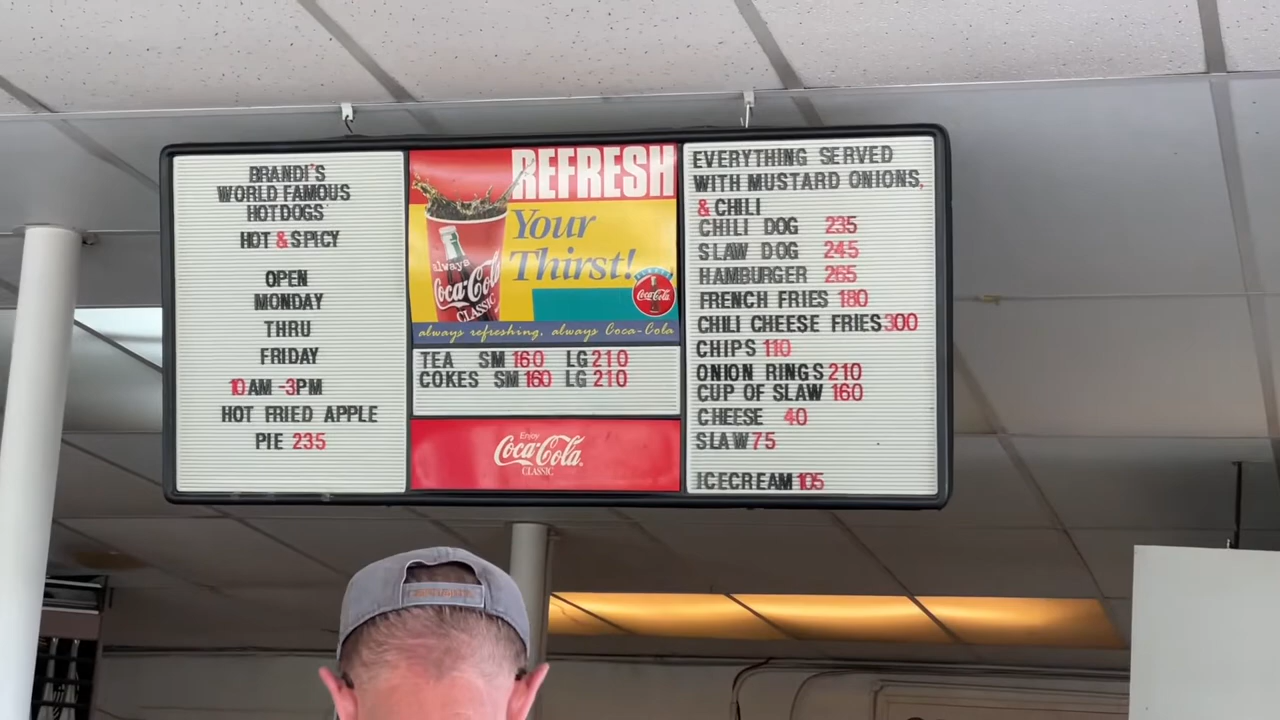 BRANDI'S
WORLD FAMOUS
HOTDOGS
HOT & SPICY
OPEN
MONDAY
THRU
FRIDAY
10AM -3PM
HOT FRIED APPLE
PIE 235
REFRESH
Your
Thirst!
always
Coca-Cola
CLASSIC
Coca-Cola
always refreshing, always Coca-Cola
TEA SM 160 LG 210
COKES SM 160 LG 210
Enjoy
Coca-Cola
CLASSIC
EVERYTHING SERVED
WITH MUSTARD ONIONS,
& CHILI
CHILI DOG 235
SLAW DOG 245
HAMBURGER 265
FRENCH FRIES 180
CHILI CHEESE FRIES 300
CHIPS 110
ONION RINGS 210
CUP OF SLAW 160
CHEESE 40
SLAW 75
ICECREAM 105